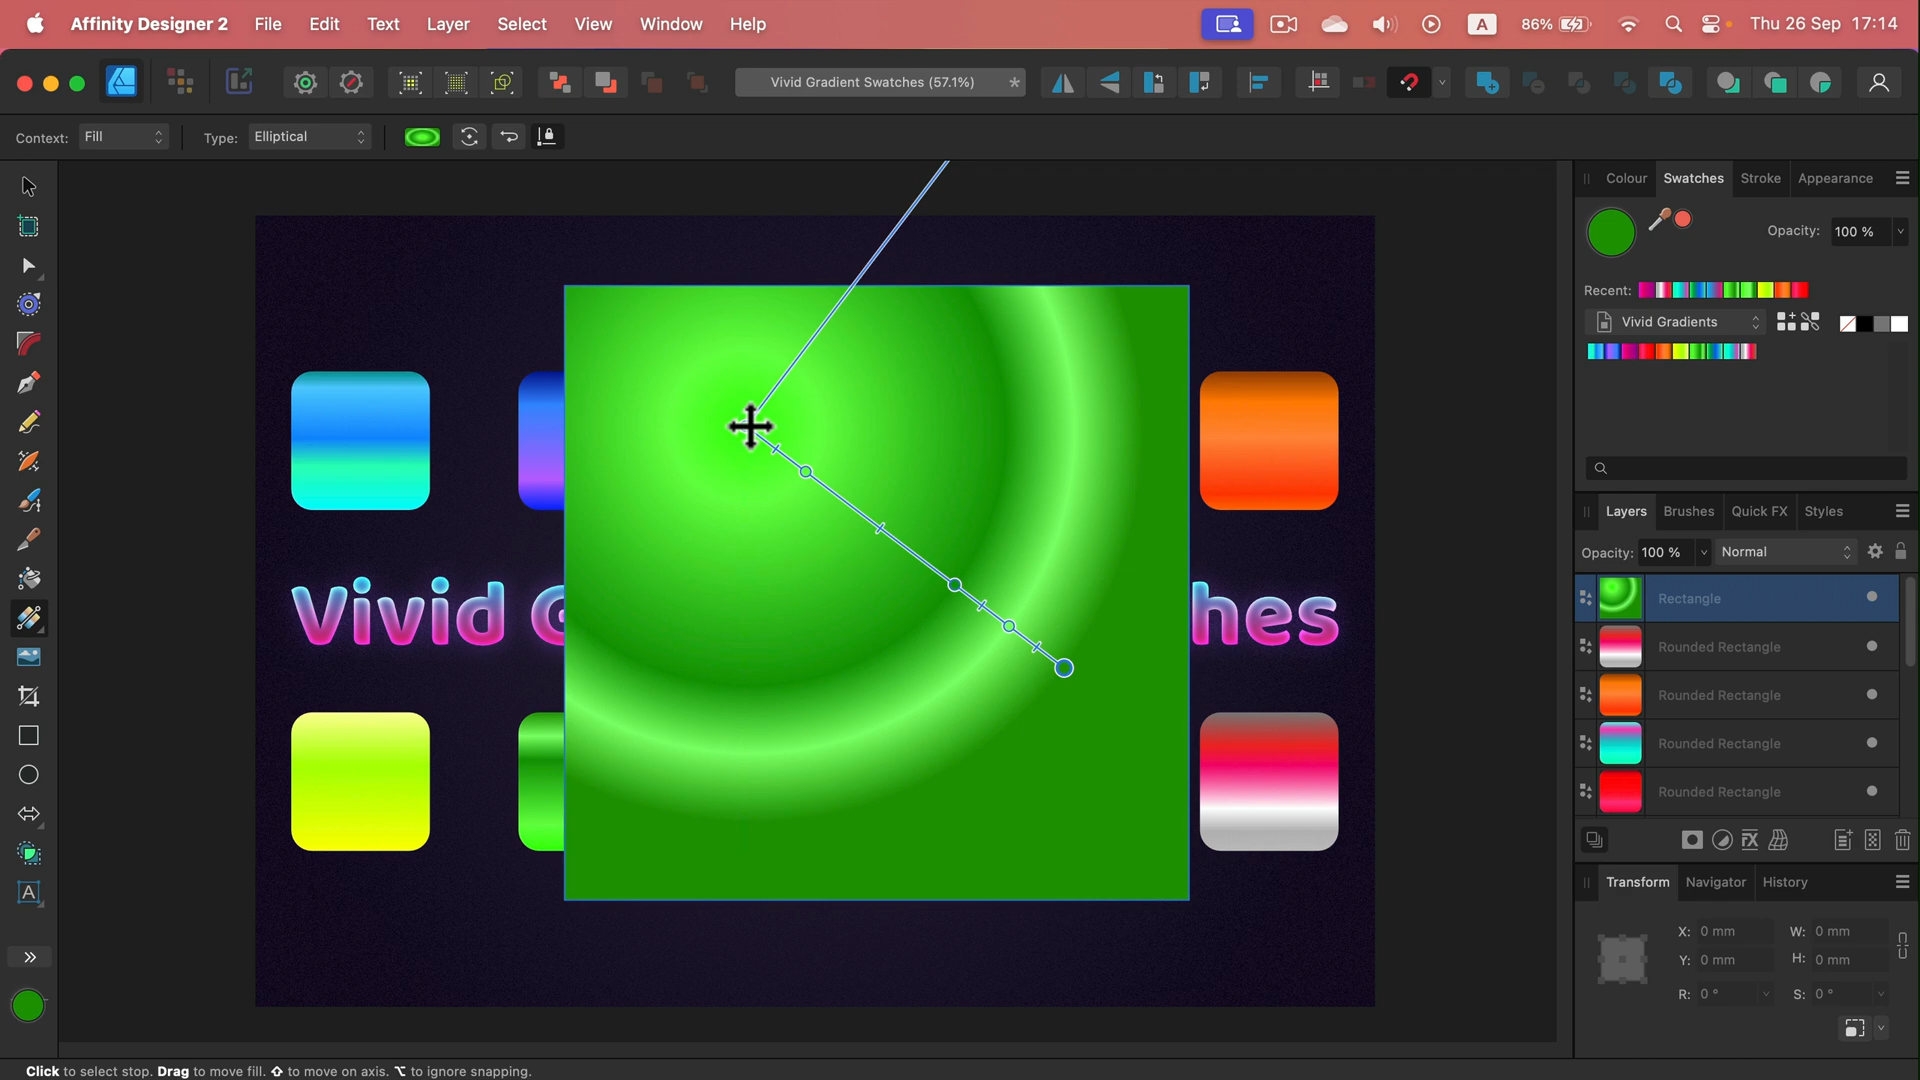 Affinity Designer 2 File Edit Text Layer Select View Window Help A 86% Thu 26 Sep 17:14
Vivid Gradient Swatches (57.1%) *
Context: Fill Type: Elliptical
Colour Swatches Stroke Appearance
Opacity: 100 %
Recent:
Vivid Gradients
Layers Brushes Quick FX Styles
Opacity: 100 % Normal
Rectangle
Rounded Rectangle
Rounded Rectangle
Rounded Rectangle
Rounded Rectangle
Vivid G hes
Transform Navigator History
X: 0 mm W: 0 mm
Y: 0 mm H: 0 mm
R: 0 ° S: 0 °
Click to select stop. Drag to move fill. ⇧ to move on axis. ⌥ to ignore snapping.